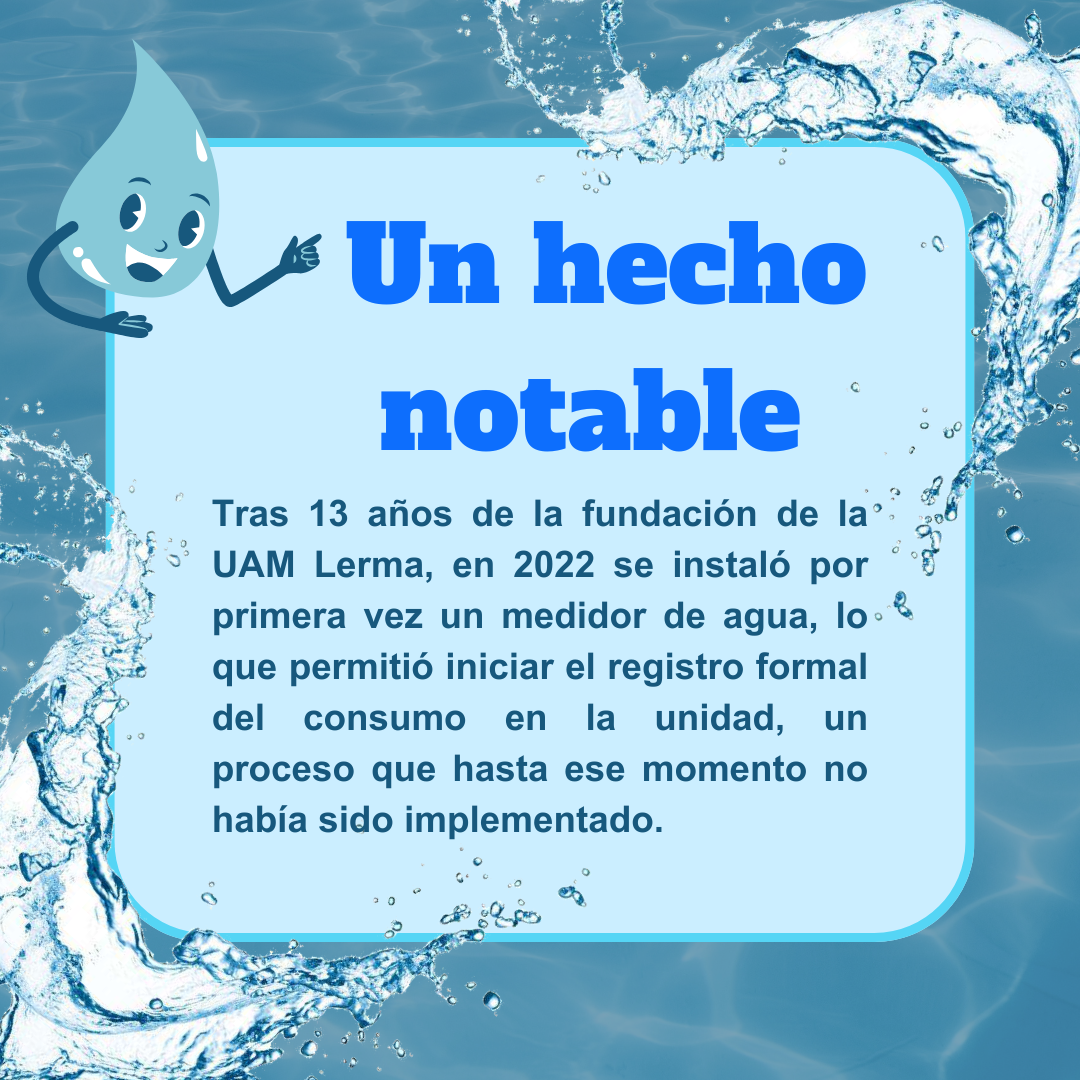 Un hecho
notable
Tras 13 años de la fundación de la
UAM Lerma, en 2022 se instaló por
primera vez un medidor de agua, lo
que permitió iniciar el registro formal
del consumo en la unidad, un
proceso que hasta ese momento no
había sido implementado.